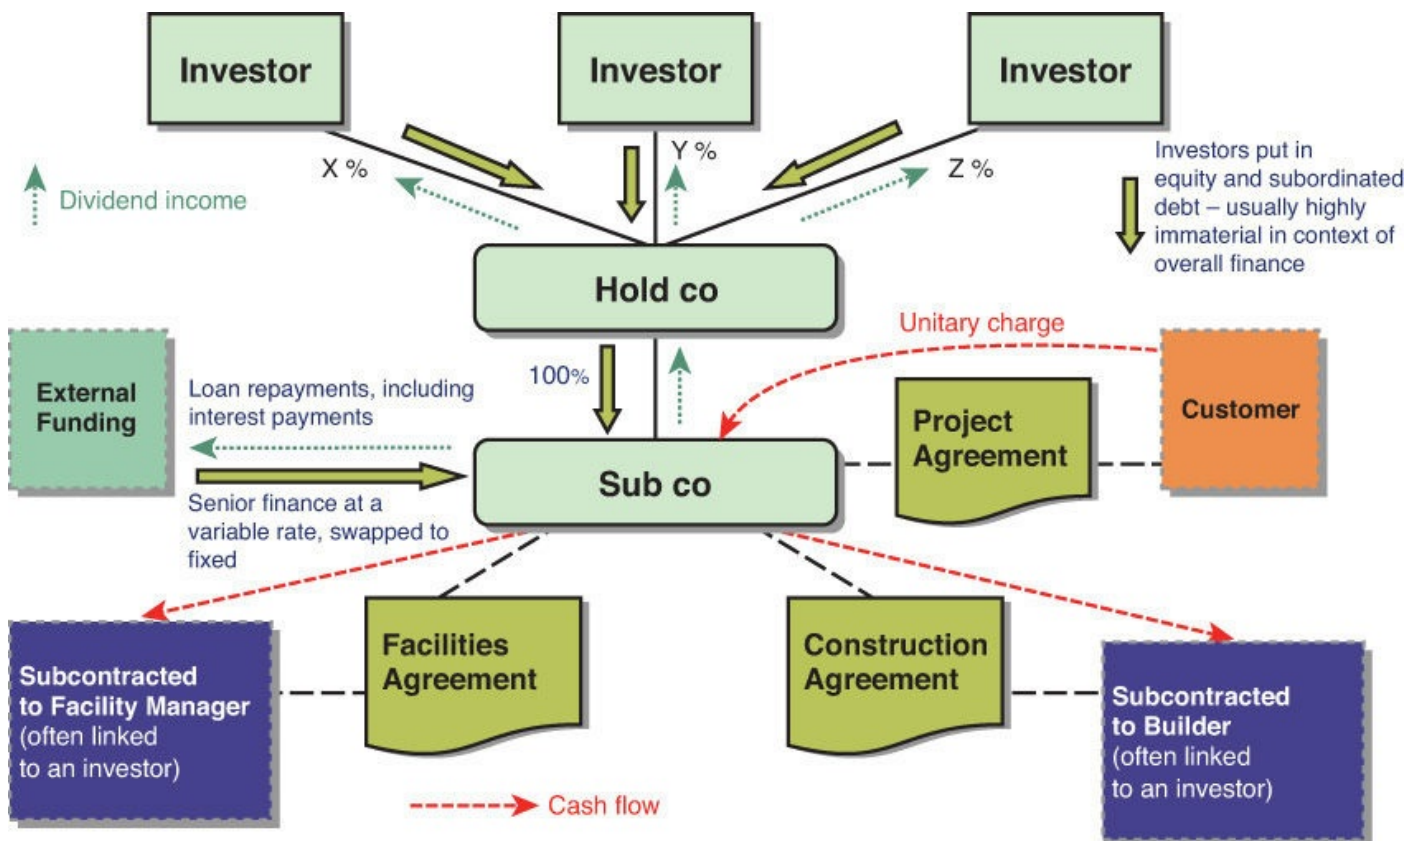 Investor
Investor
Investor
X %
Y %
Z %
Dividend income
Investors put in
equity and subordinated
debt – usually highly
immaterial in context of
overall finance
Hold co
Unitary charge
External
Funding
Loan repayments, including
interest payments
100%
Project
Agreement
Customer
Sub co
Senior finance at a
variable rate, swapped to
fixed
Subcontracted
to Facility Manager
(often linked
to an investor)
Facilities
Agreement
Construction
Agreement
Subcontracted
to Builder
(often linked
to an investor)
Cash flow